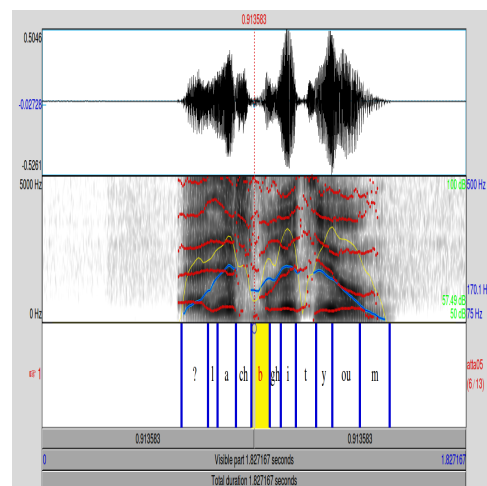 0.913583
0.5046
-0.02728
-0.5261
5000 Hz
100 dB
500 Hz
170.1 H
57.49 dB
0 Hz
50 dB
75 Hz
1
? l a ch b gh i t y ou m
atta05
(6/13)
0.913583 0.913583
0 Visible part 1.827167 seconds 1.827167
Total duration 1.827167 seconds